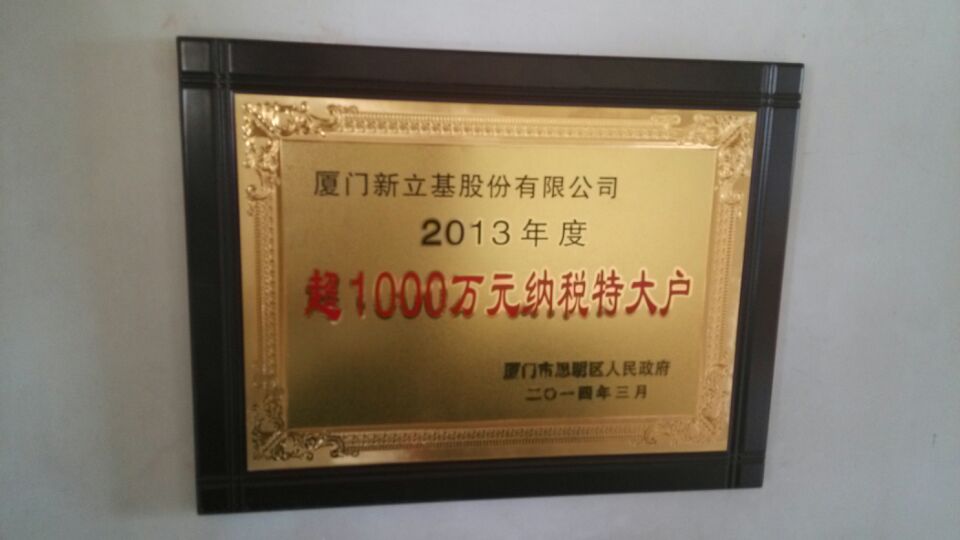 厦门新立基股份有限公司
2013年度
超1000万元纳税特大户
厦门市思明区人民政府
二〇一四年三月